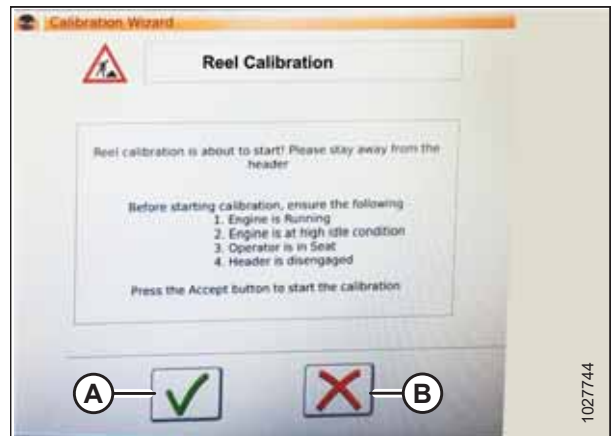 Calibration Wizard
Reel Calibration
Reel calibration is about to start! Please stay away from the
header
Before starting calibration, ensure the following
1. Engine is Running
2. Engine is at high idle condition
3. Operator is in Seat
4. Header is disengaged
Press the Accept button to start the calibration
A
B
1027744